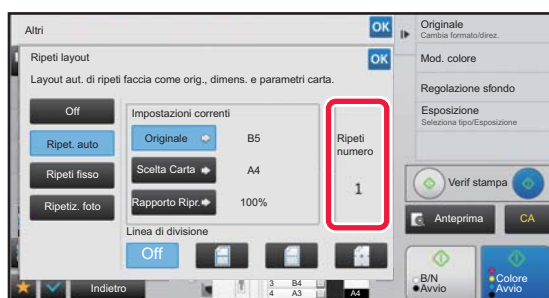 Altri
OK
Ripeti layout
OK
Layout aut. di ripeti faccia come orig., dimens. e parametri carta.
Off
Ripet. auto
Ripeti fisso
Ripetiz. foto
Impostazioni correnti
Originale
B5
Scelta Carta
A4
Rapporto Ripr.
100%
Ripeti
numero
1
Linea di divisione
Off
Indietro
3 B4
4 A3
A4
Originale
Cambia formato/direz.
Mod. colore
Regolazione sfondo
Esposizione
Seleziona tipo/Esposizione
Verif stampa
Anteprima
CA
B/N
Avvio
Colore
Avvio